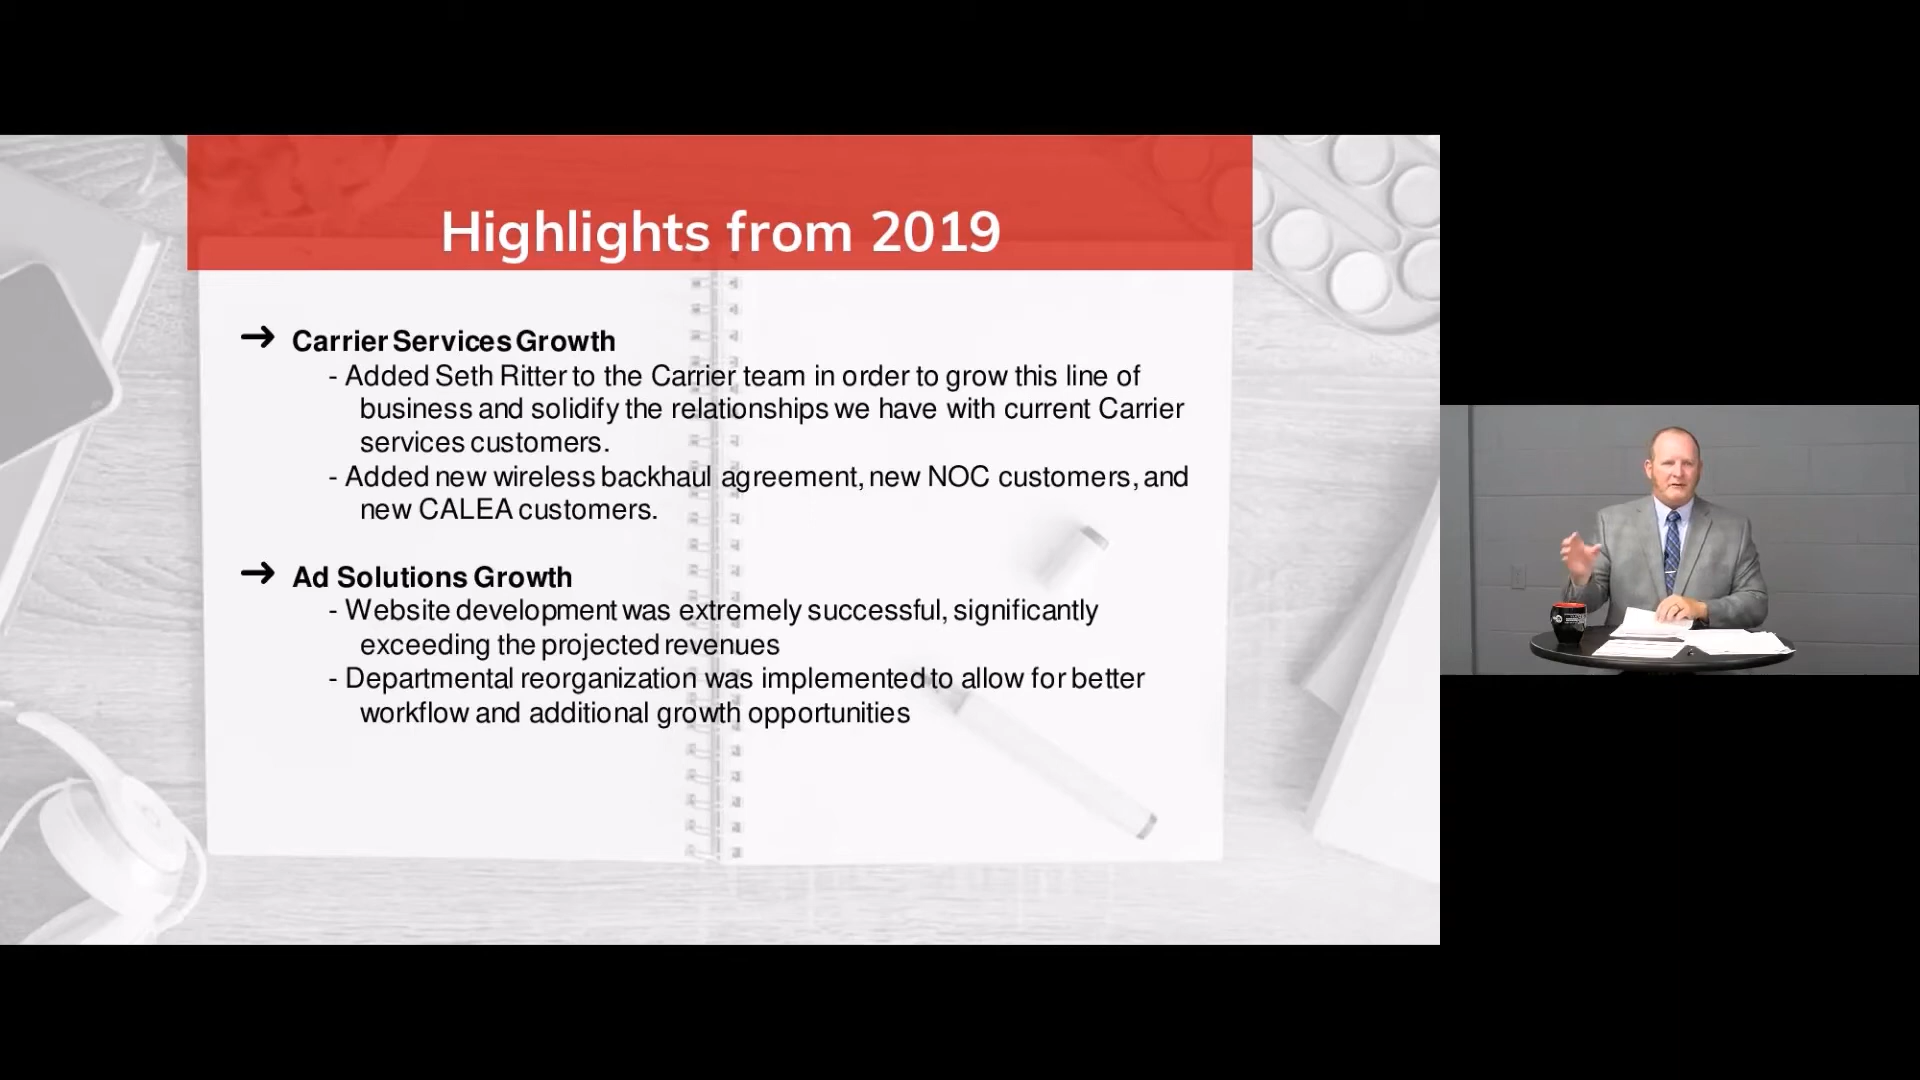 Highlights from 2019
➔ Carrier Services Growth
- Added Seth Ritter to the Carrier team in order to grow this line of
business and solidify the relationships we have with current Carrier
services customers.
- Added new wireless backhaul agreement, new NOC customers, and
new CALEA customers.
➔ Ad Solutions Growth
- Website development was extremely successful, significantly
exceeding the projected revenues
- Departmental reorganization was implemented to allow for better
workflow and additional growth opportunities